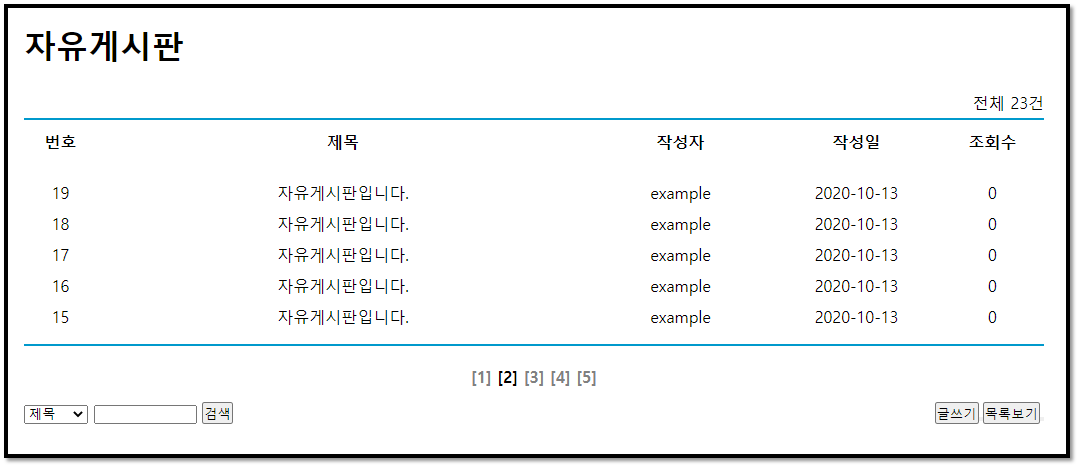 자유게시판
전체 23건
번호 제목 작성자 작성일 조회수
19 자유게시판입니다. example 2020-10-13 0
18 자유게시판입니다. example 2020-10-13 0
17 자유게시판입니다. example 2020-10-13 0
16 자유게시판입니다. example 2020-10-13 0
15 자유게시판입니다. example 2020-10-13 0
[1] [2] [3] [4] [5]
제목 검색 글쓰기 목록보기